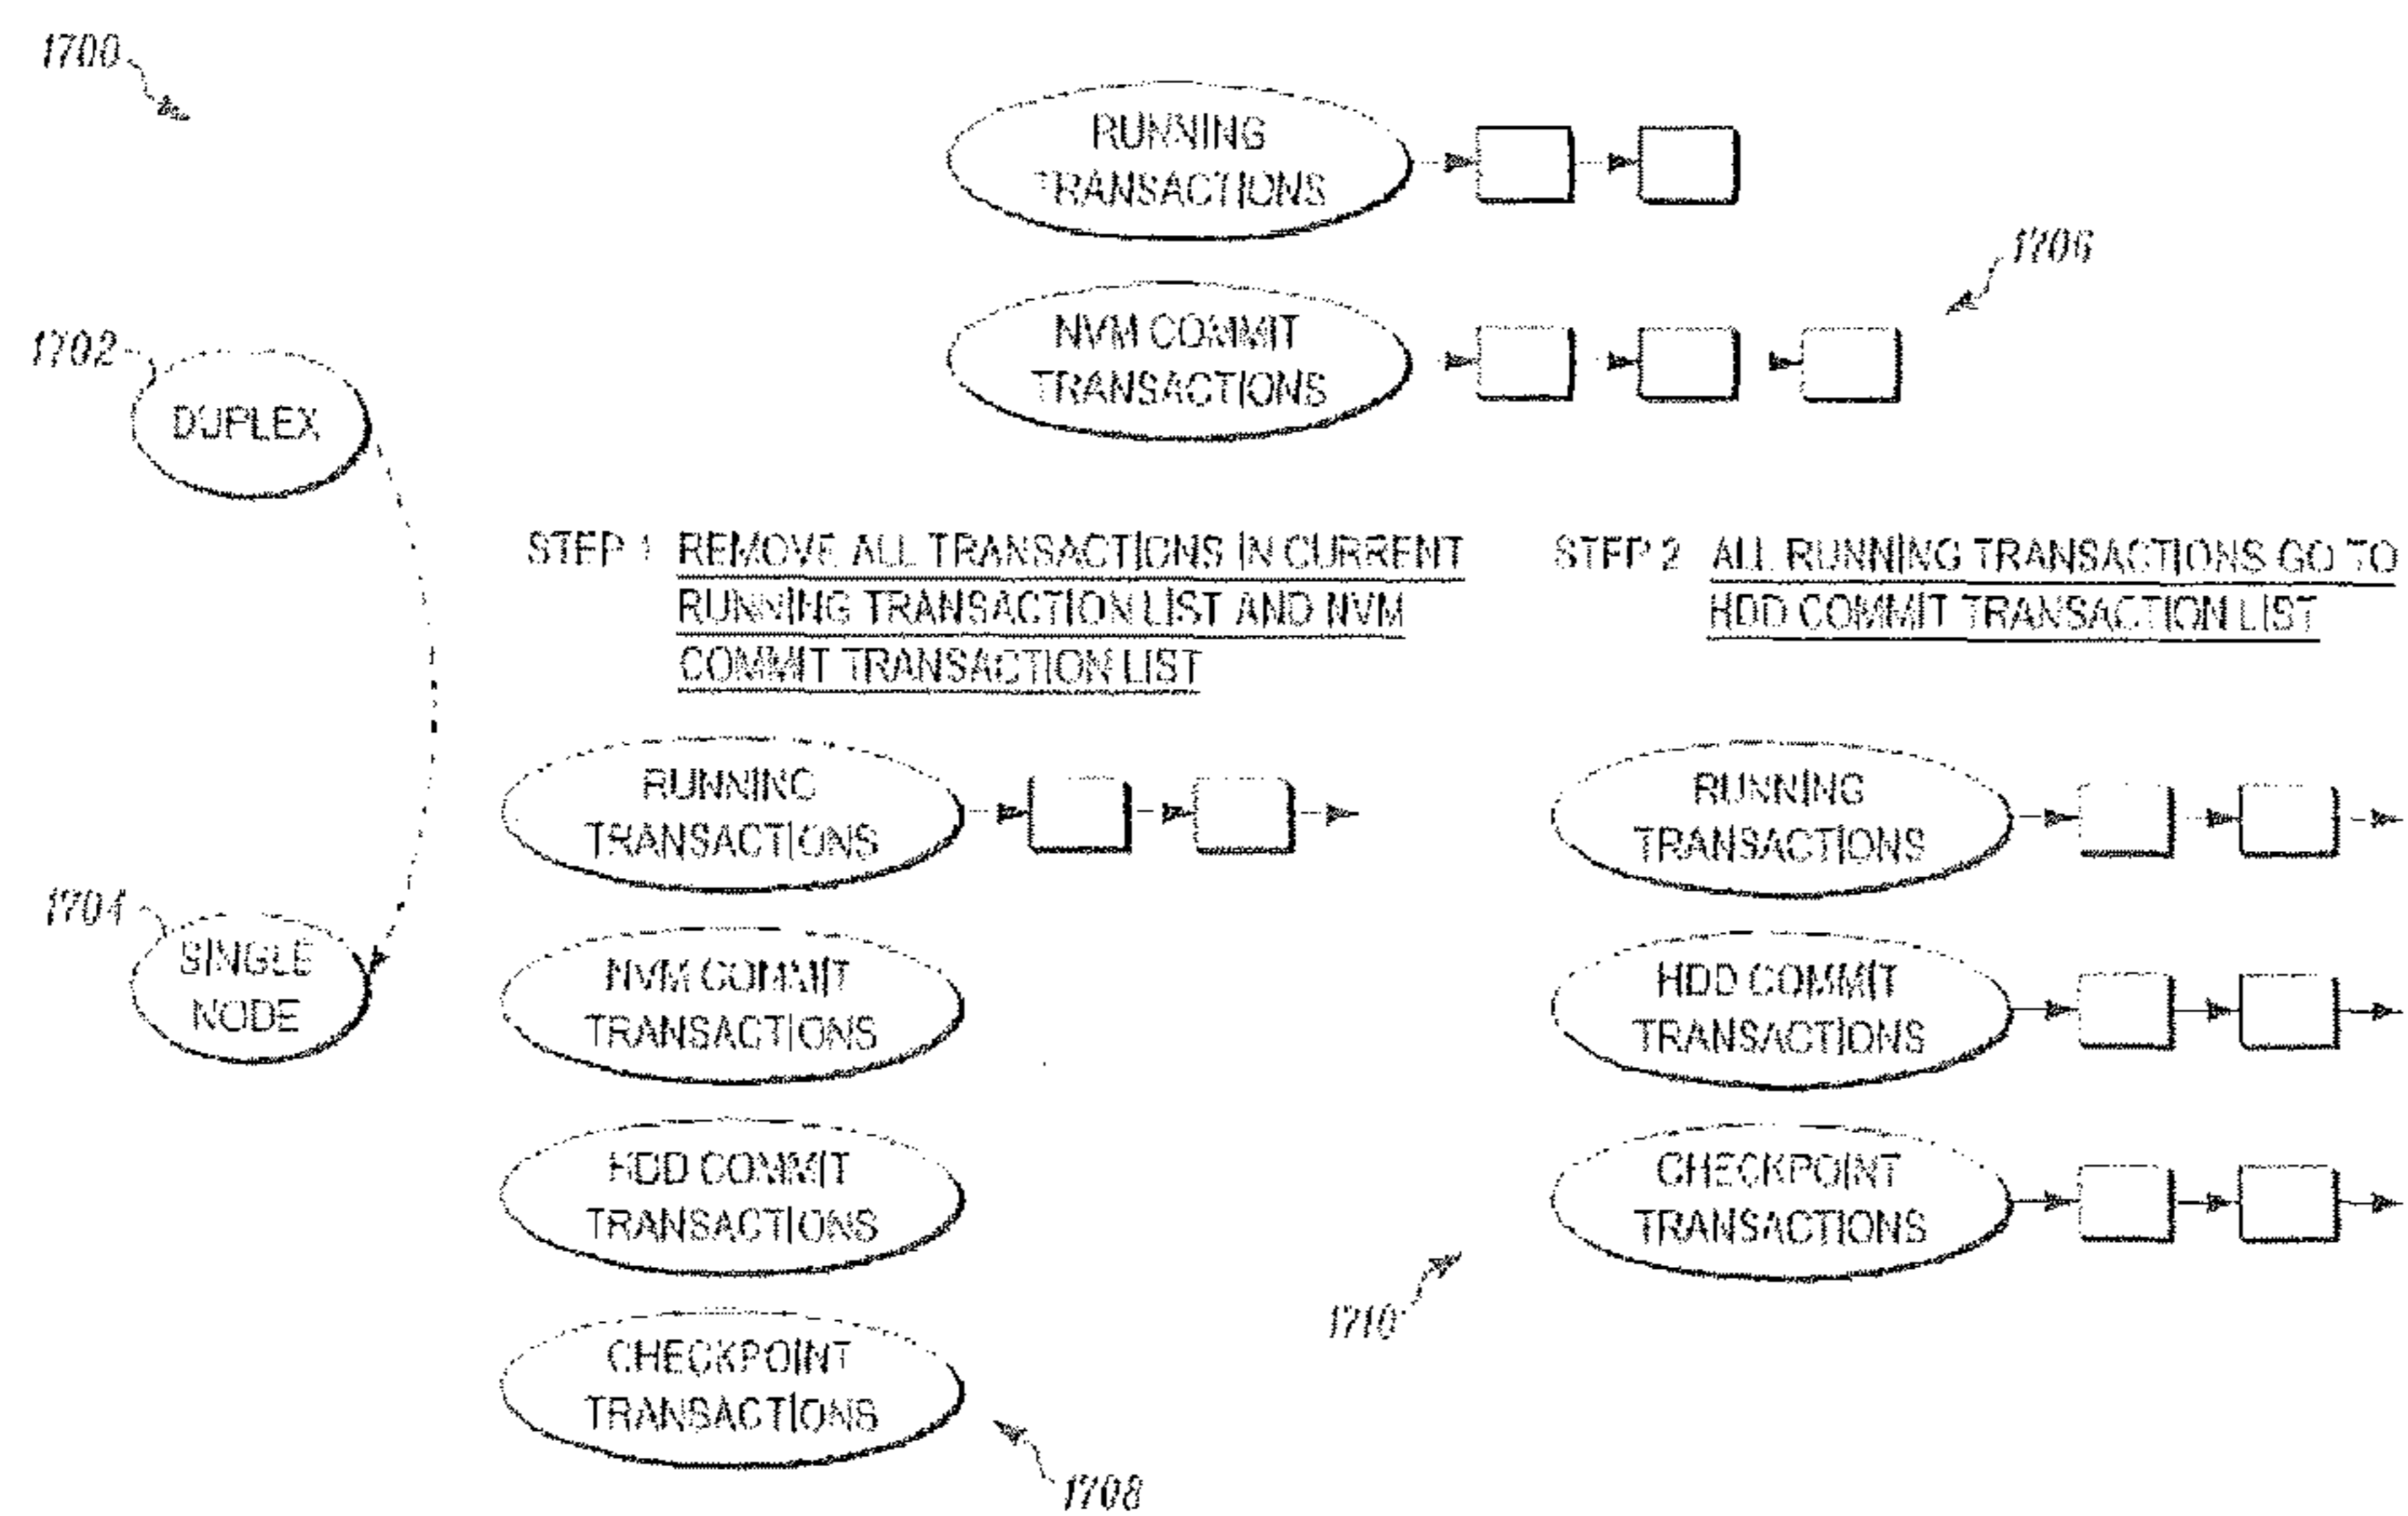 1700
RUNNING
TRANSACTIONS
1706
NVM COMMIT
TRANSACTIONS
1702
DUPLEX
STEP 1 REMOVE ALL TRANSACTIONS IN CURRENT
RUNNING TRANSACTION LIST AND NVM
COMMIT TRANSACTION LIST
STEP 2 ALL RUNNING TRANSACTIONS GO TO
HDD COMMIT TRANSACTION LIST
RUNNING
TRANSACTIONS
RUNNING
TRANSACTIONS
1704
SINGLE
NODE
NVM COMMIT
TRANSACTIONS
HDD COMMIT
TRANSACTIONS
HDD COMMIT
TRANSACTIONS
CHECKPOINT
TRANSACTIONS
1710
CHECKPOINT
TRANSACTIONS
1708